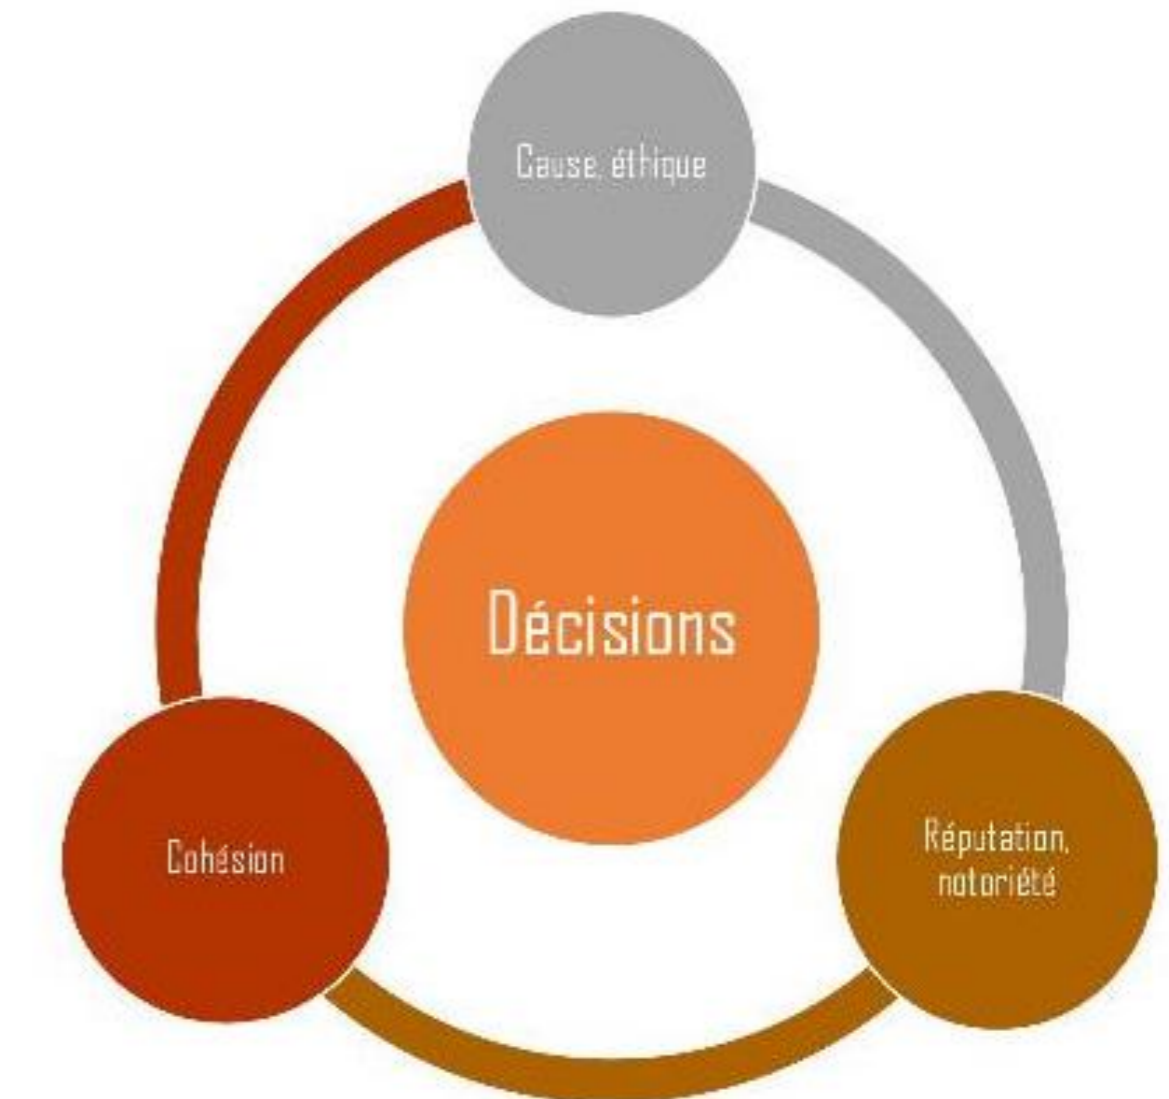 Cause, éthique
Décisions
Cohésion
Réputation,
notoriété